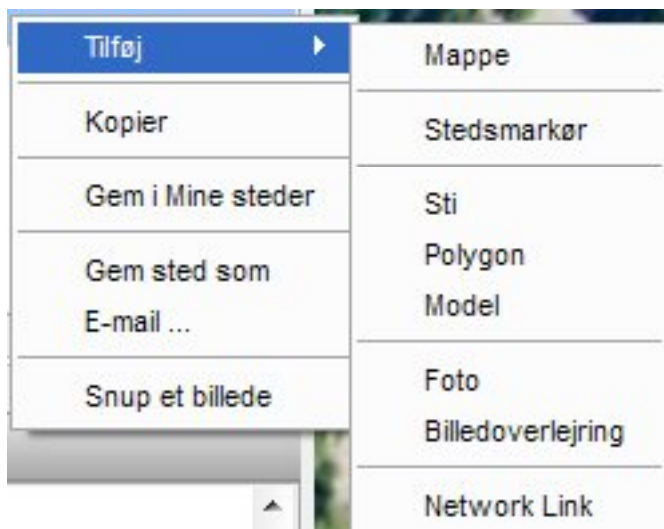 Tilføj
Kopier
Gem i Mine steder
Gem sted som
E-mail ...
Snup et billede
Mappe
Stedsmarkør
Sti
Polygon
Model
Foto
Billedoverlejring
Network Link